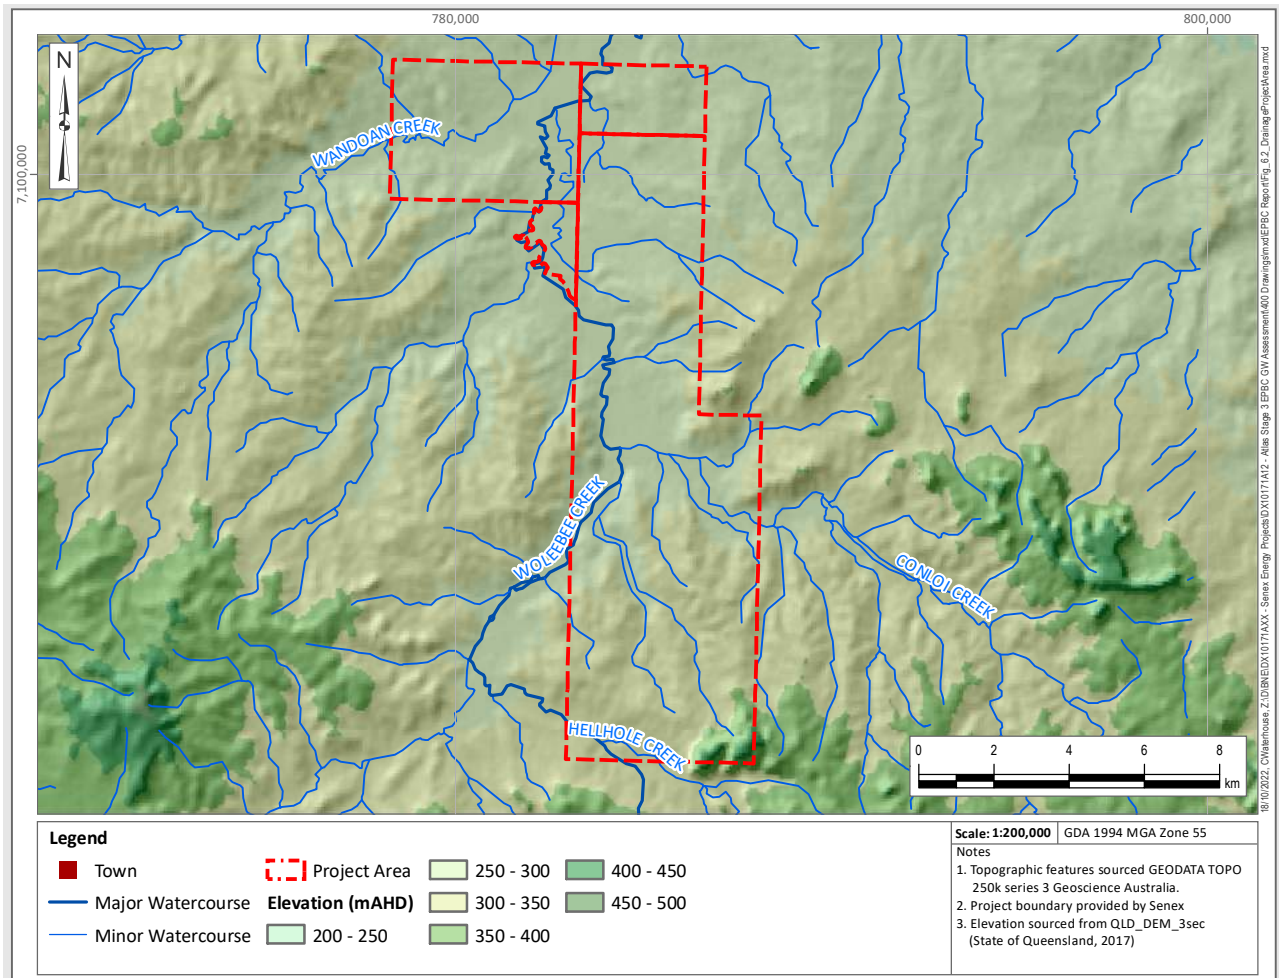 780,000
800,000
N
7,100,000
WANDOAN CREEK
WOLEEBEE CREEK
CONLOI CREEK
HELLHOLE CREEK
0 2 4 6 8
km
18/10/2022, CWaterhouse, Z:\DIBNE\DX10171AXX - Senex Energy Projects\DX10171A12 - Atlas Stage 3 EPBC GW Assessment\400 Drawings\mxd\EPBC Report\Fig_6.2_DrainageProjectArea.mxd
Legend
Town
Major Watercourse
Minor Watercourse
Project Area
Elevation (mAHD)
200 - 250
250 - 300
300 - 350
350 - 400
400 - 450
450 - 500
Scale: 1:200,000
GDA 1994 MGA Zone 55
Notes
1. Topographic features sourced GEODATA TOPO
250k series 3 Geoscience Australia.
2. Project boundary provided by Senex
3. Elevation sourced from QLD_DEM_3sec
(State of Queensland, 2017)